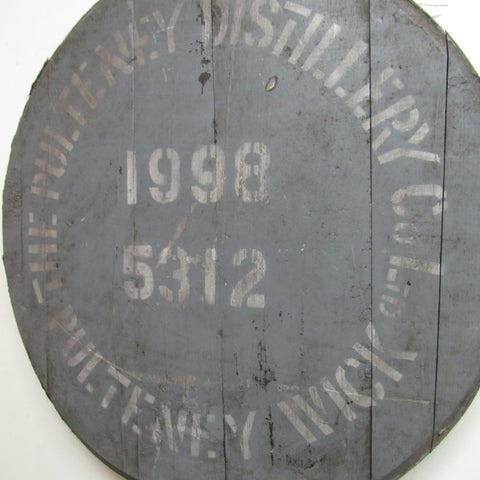 THE PULTENEY DISTILLERY Co LTD
1998
5312
PULTENEY WICK